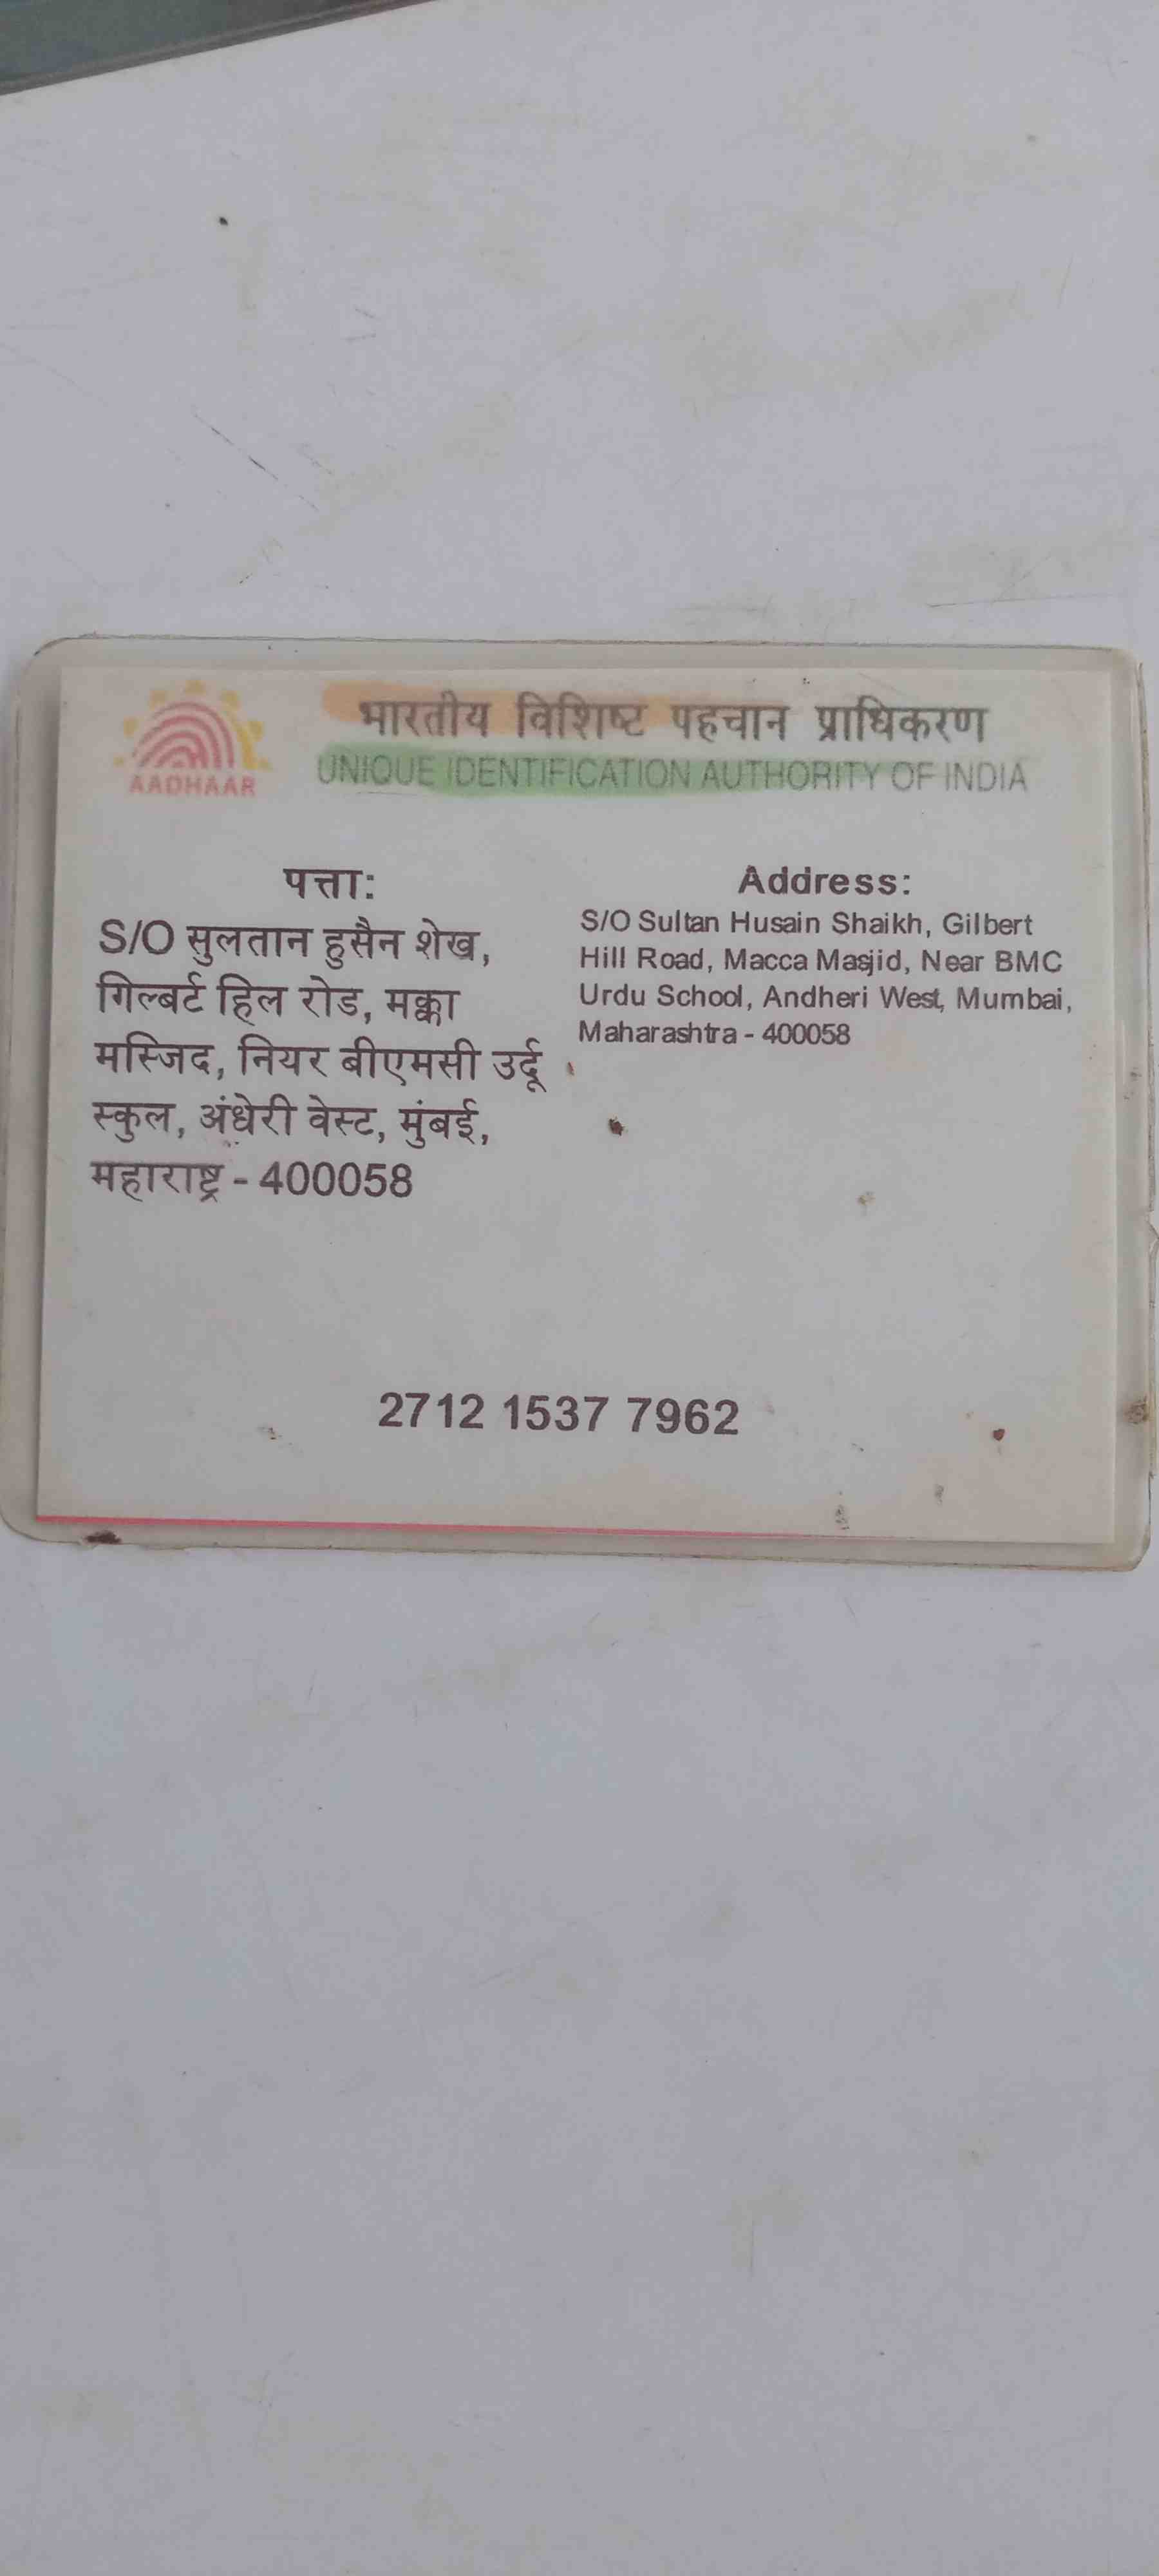 भारतीय विशिष्ट पहचान प्राधिकरण
AADHAAR
UNIQUE IDENTIFICATION AUTHORITY OF INDIA
पत्ता:
S/O सुलतान हुसैन शेख,
गिल्बर्ट हिल रोड, मक्का
मस्जिद, नियर बीएमसी उर्दू
स्कुल, अंधेरी वेस्ट, मुंबई,
महाराष्ट्र - 400058
Address:
S/O Sultan Husain Shaikh, Gilbert
Hill Road, Macca Masjid, Near BMC
Urdu School, Andheri West, Mumbai,
Maharashtra - 400058
2712 1537 7962